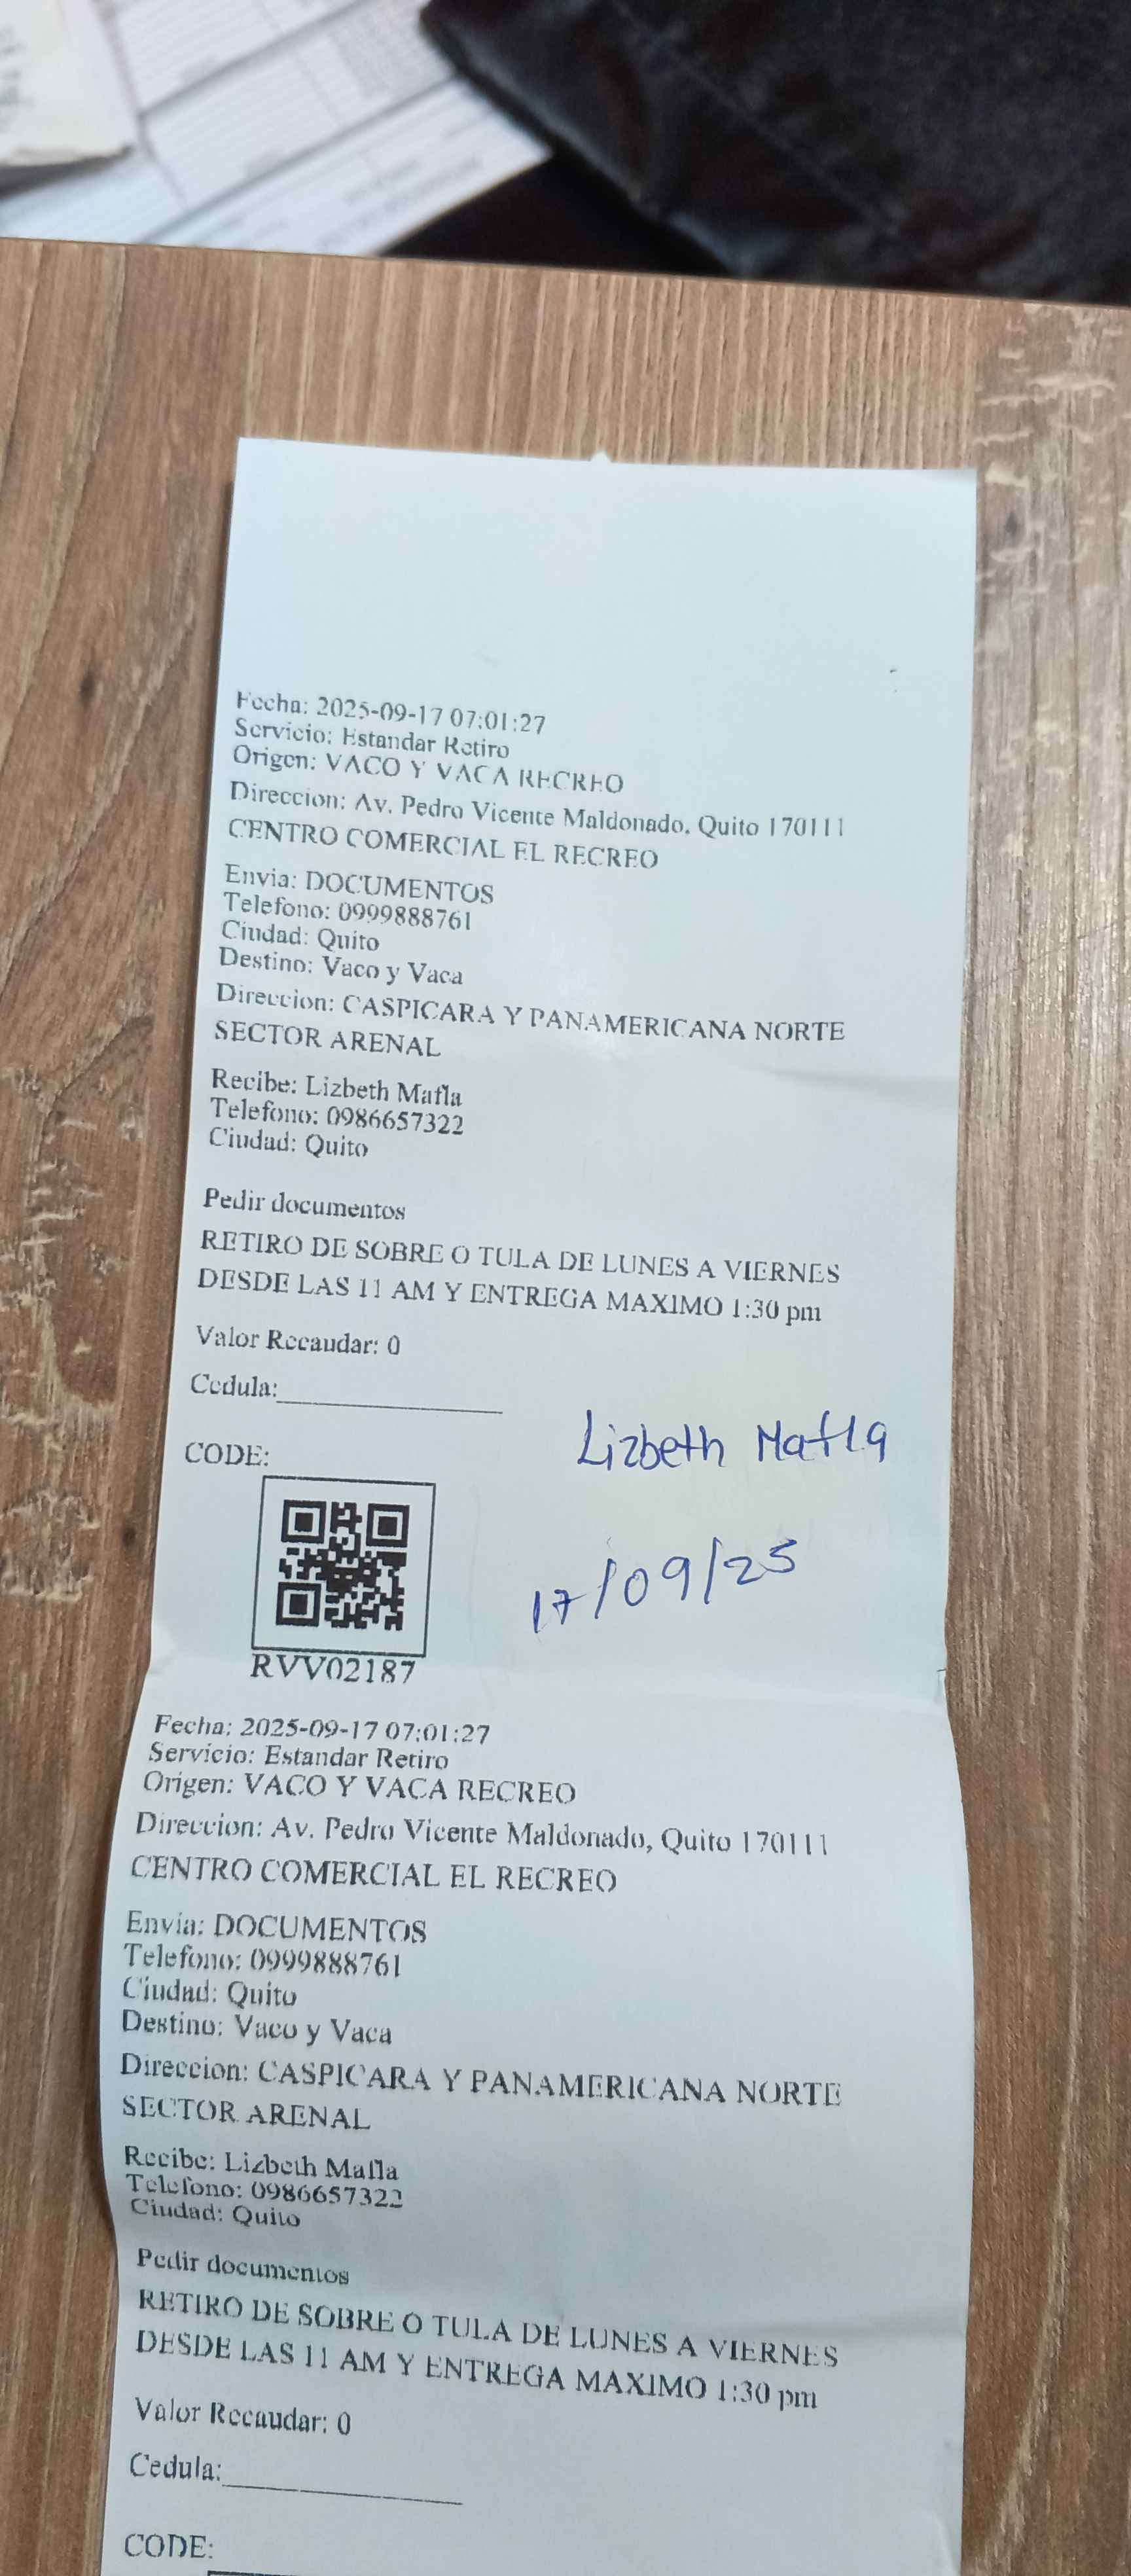 Fecha: 2025-09-17 07:01:27
Servicio: Estandar Retiro
Origen: VACO Y VACA RECREO
Direccion: Av. Pedro Vicente Maldonado, Quito 170111
CENTRO COMERCIAL EL RECREO
Envia: DOCUMENTOS
Telefono: 0999888761
Ciudad: Quito
Destino: Vaco y Vaca
Direccion: CASPICARA Y PANAMERICANA NORTE
SECTOR ARENAL
Recibe: Lizbeth Mafla
Telefono: 0986657322
Ciudad: Quito
Pedir documentos
RETIRO DE SOBRE O TULA DE LUNES A VIERNES
DESDE LAS 11 AM Y ENTREGA MAXIMO 1:30 pm
Valor Recaudar: 0
Cedula:
Lizbeth Mafla
CODE:
17/09/25
RVV02187
Fecha: 2025-09-17 07:01:27
Servicio: Estandar Retiro
Origen: VACO Y VACA RECREO
Direccion: Av. Pedro Vicente Maldonado, Quito 170111
CENTRO COMERCIAL EL RECREO
Envia: DOCUMENTOS
Telefono: 0999888761
Ciudad: Quito
Destino: Vaco y Vaca
Direccion: CASPICARA Y PANAMERICANA NORTE
SECTOR ARENAL
Recibe: Lizbeth Mafla
Telefono: 0986657322
Ciudad: Quito
Pedir documentos
RETIRO DE SOBRE O TULA DE LUNES A VIERNES
DESDE LAS 11 AM Y ENTREGA MAXIMO 1:30 pm
Valor Recaudar: 0
Cedula:
CODE: